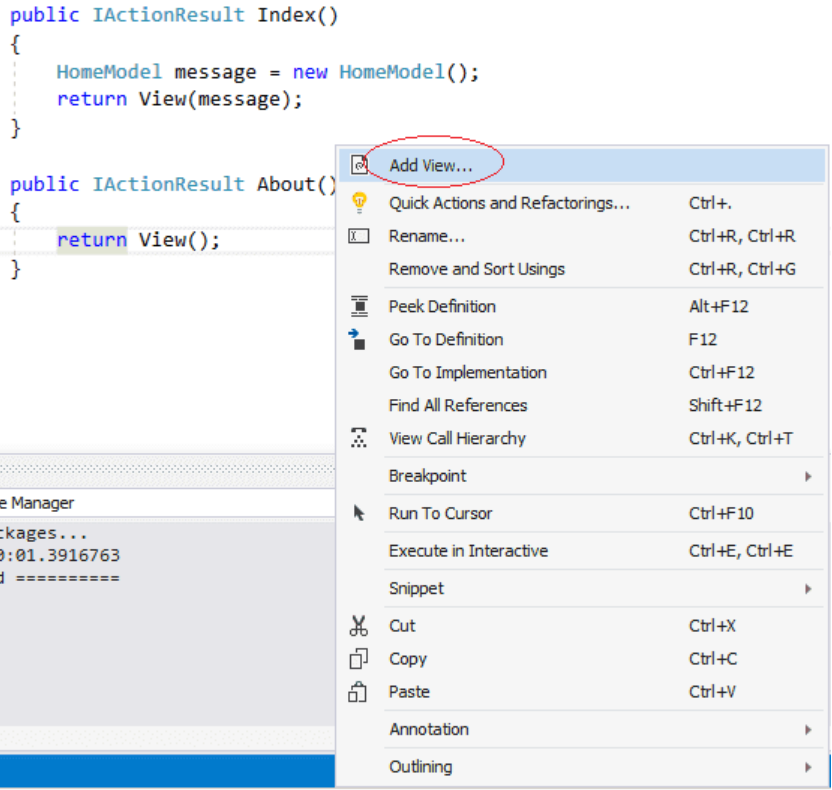 public IActionResult Index()
{
    HomeModel message = new HomeModel();
    return View(message);
}
public IActionResult About()
{
    return View();
}
Add View...
Quick Actions and Refactorings... Ctrl+.
Rename... Ctrl+R, Ctrl+R
Remove and Sort Usings Ctrl+R, Ctrl+G
Peek Definition Alt+F12
Go To Definition F12
Go To Implementation Ctrl+F12
Find All References Shift+F12
View Call Hierarchy Ctrl+K, Ctrl+T
Breakpoint
Run To Cursor Ctrl+F10
Execute in Interactive Ctrl+E, Ctrl+E
Snippet
Cut Ctrl+X
Copy Ctrl+C
Paste Ctrl+V
Annotation
Outlining
e Manager
ckages...
0:01.3916763
d ==========